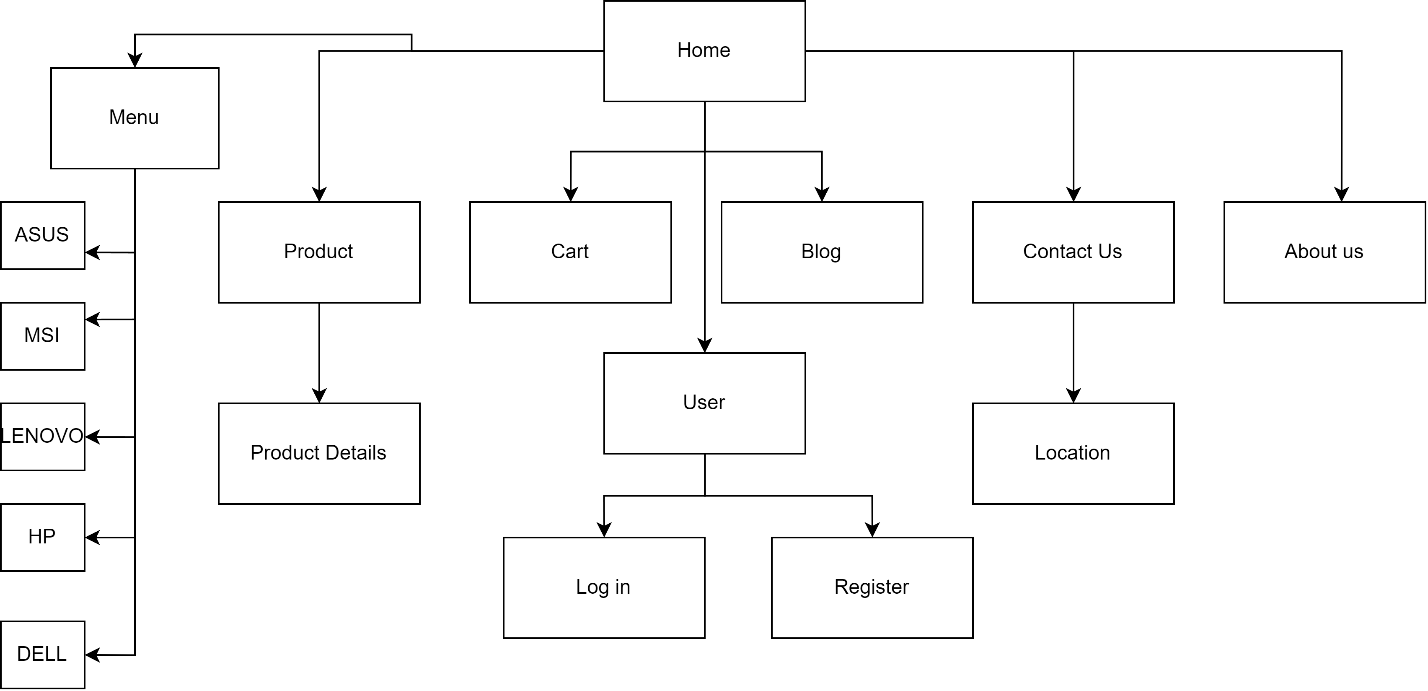 Home
Menu
ASUS
Product
Cart
Blog
Contact Us
About us
MSI
User
LENOVO
Product Details
Location
HP
Log in
Register
DELL